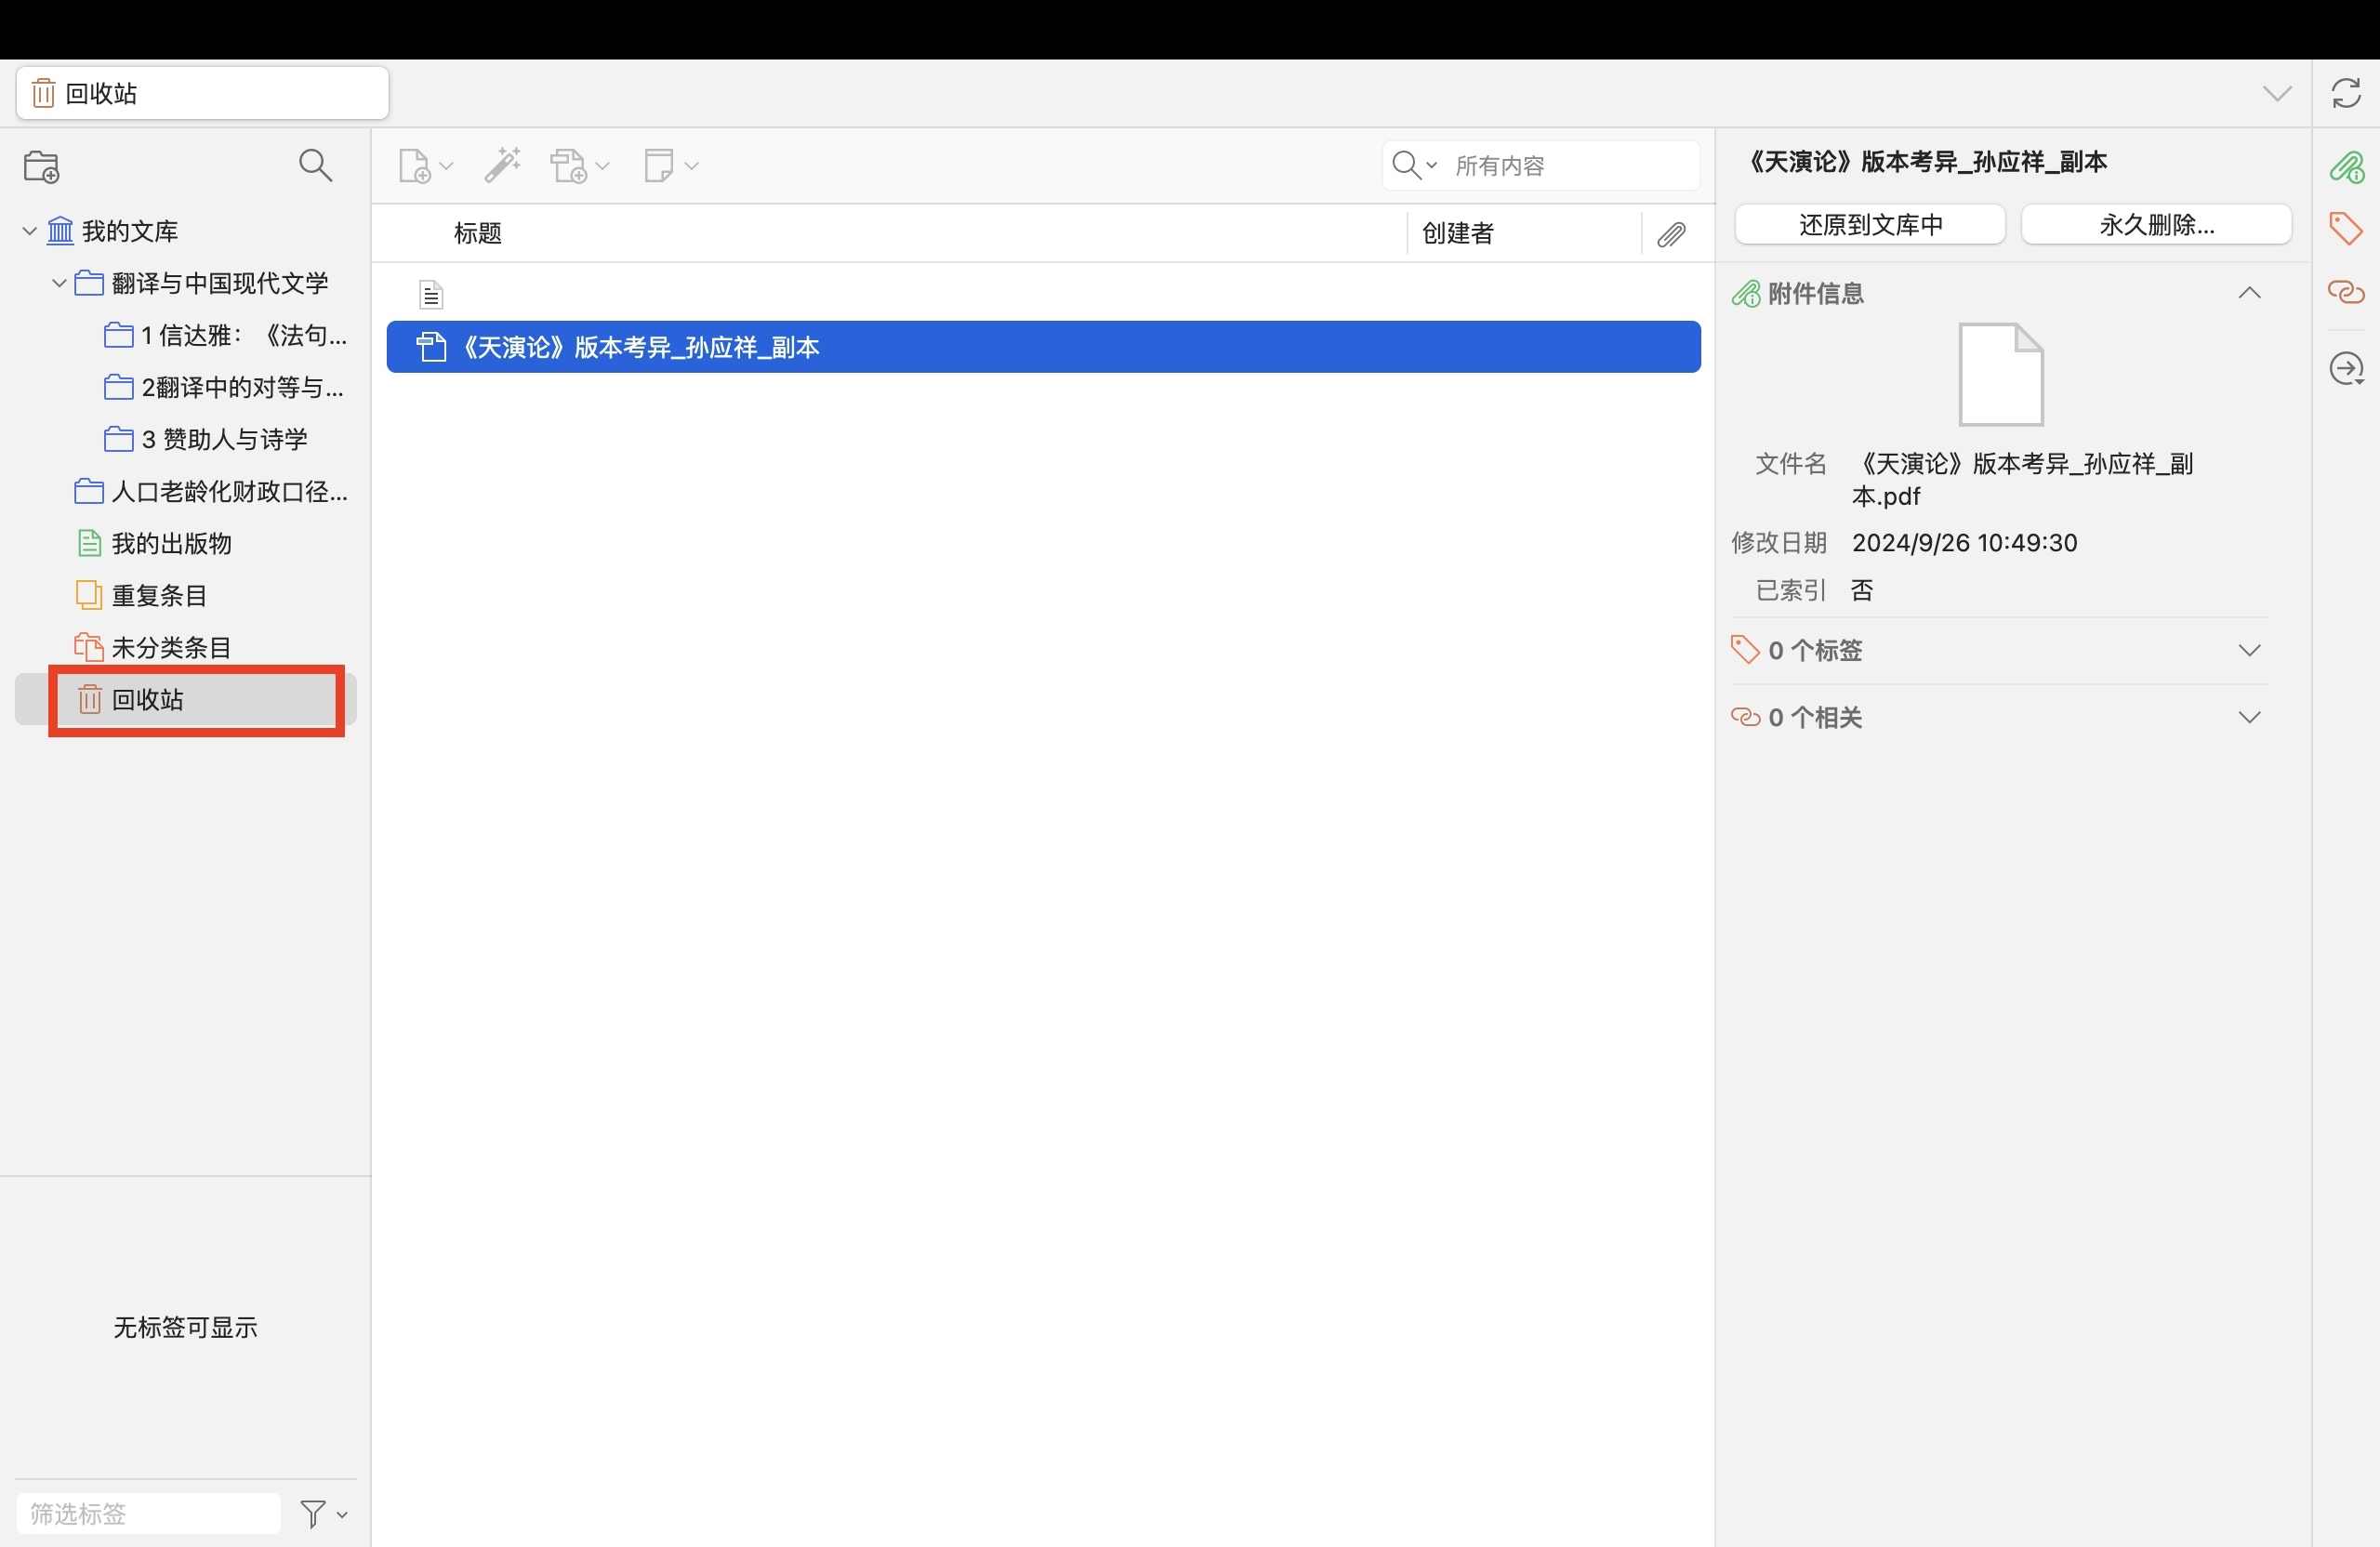 回收站
所有内容
我的文库
翻译与中国现代文学
1 信达雅：《法句...
2翻译中的对等与...
3 赞助人与诗学
人口老龄化财政口径...
我的出版物
重复条目
未分类条目
回收站
无标签可显示
筛选标签
标题
创建者
《天演论》版本考异_孙应祥_副本
《天演论》版本考异_孙应祥_副本
还原到文库中
永久删除...
附件信息
文件名 《天演论》版本考异_孙应祥_副
本.pdf
修改日期 2024/9/26 10:49:30
已索引 否
0 个标签
0 个相关